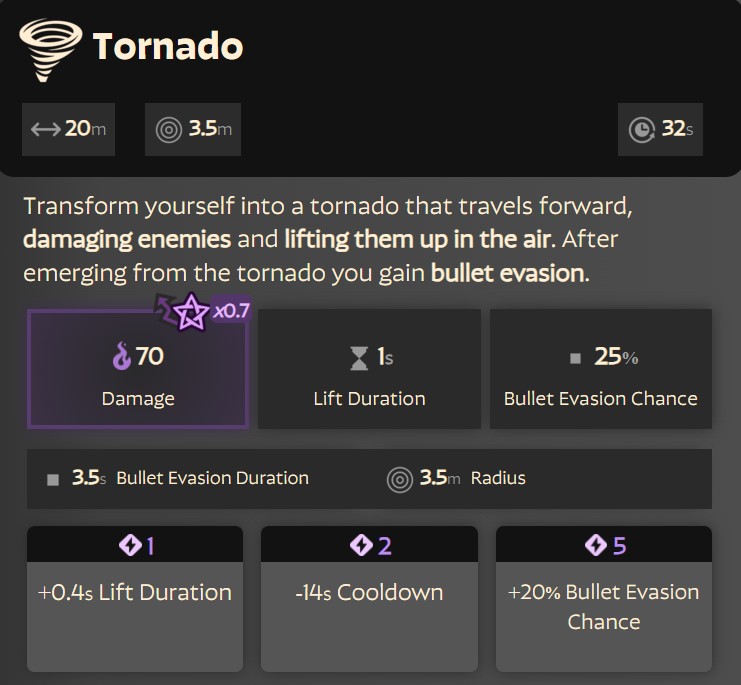 Tornado
20m
3.5m
32s
Transform yourself into a tornado that travels forward,
damaging enemies and lifting them up in the air. After
emerging from the tornado you gain bullet evasion.
x0.7
70
Damage
1s
Lift Duration
25%
Bullet Evasion Chance
3.5s Bullet Evasion Duration
3.5m Radius
1
+0.4s Lift Duration
2
-14s Cooldown
5
+20% Bullet Evasion
Chance